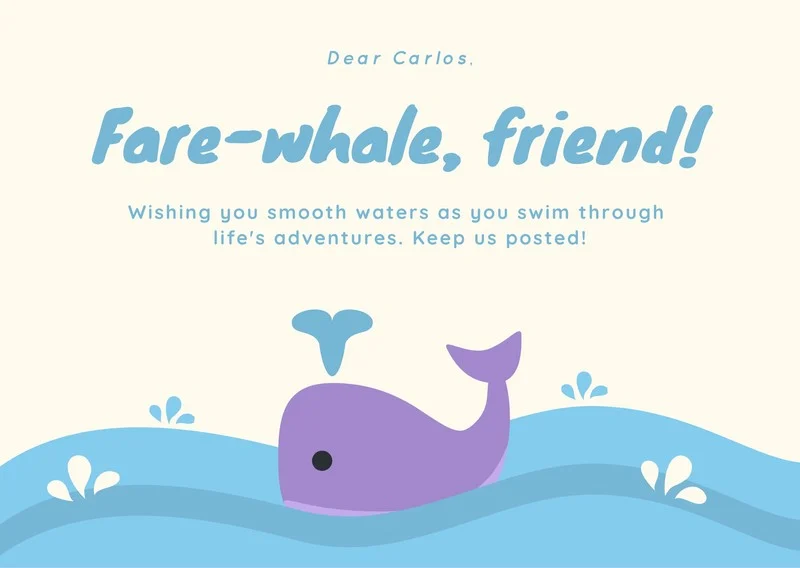 Dear Carlos,
Fare-whale, friend!
Wishing you smooth waters as you swim through
life's adventures. Keep us posted!